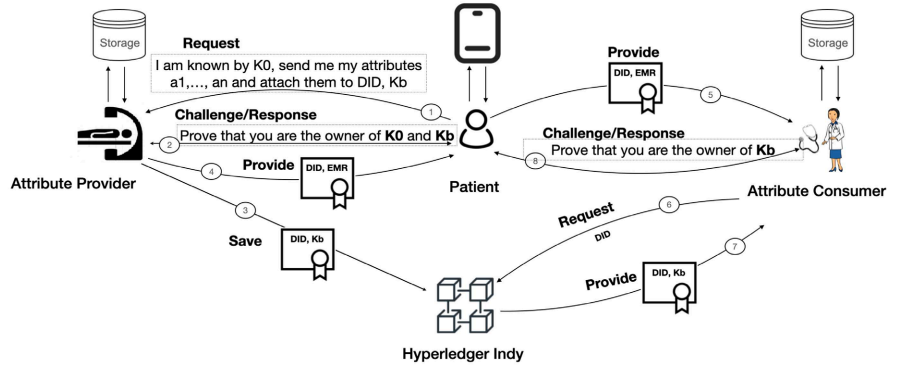 Storage
Request
I am known by K0, send me my attributes
a1,…, an and attach them to DID, Kb
1
Challenge/Response
Prove that you are the owner of K0 and Kb
2
Attribute Provider
4
Provide
DID, EMR
3
Save
DID, Kb
Patient
Provide
DID, EMR
5
Storage
Challenge/Response
Prove that you are the owner of Kb
8
Attribute Consumer
Request
DID
6
Provide
DID, Kb
7
Hyperledger Indy